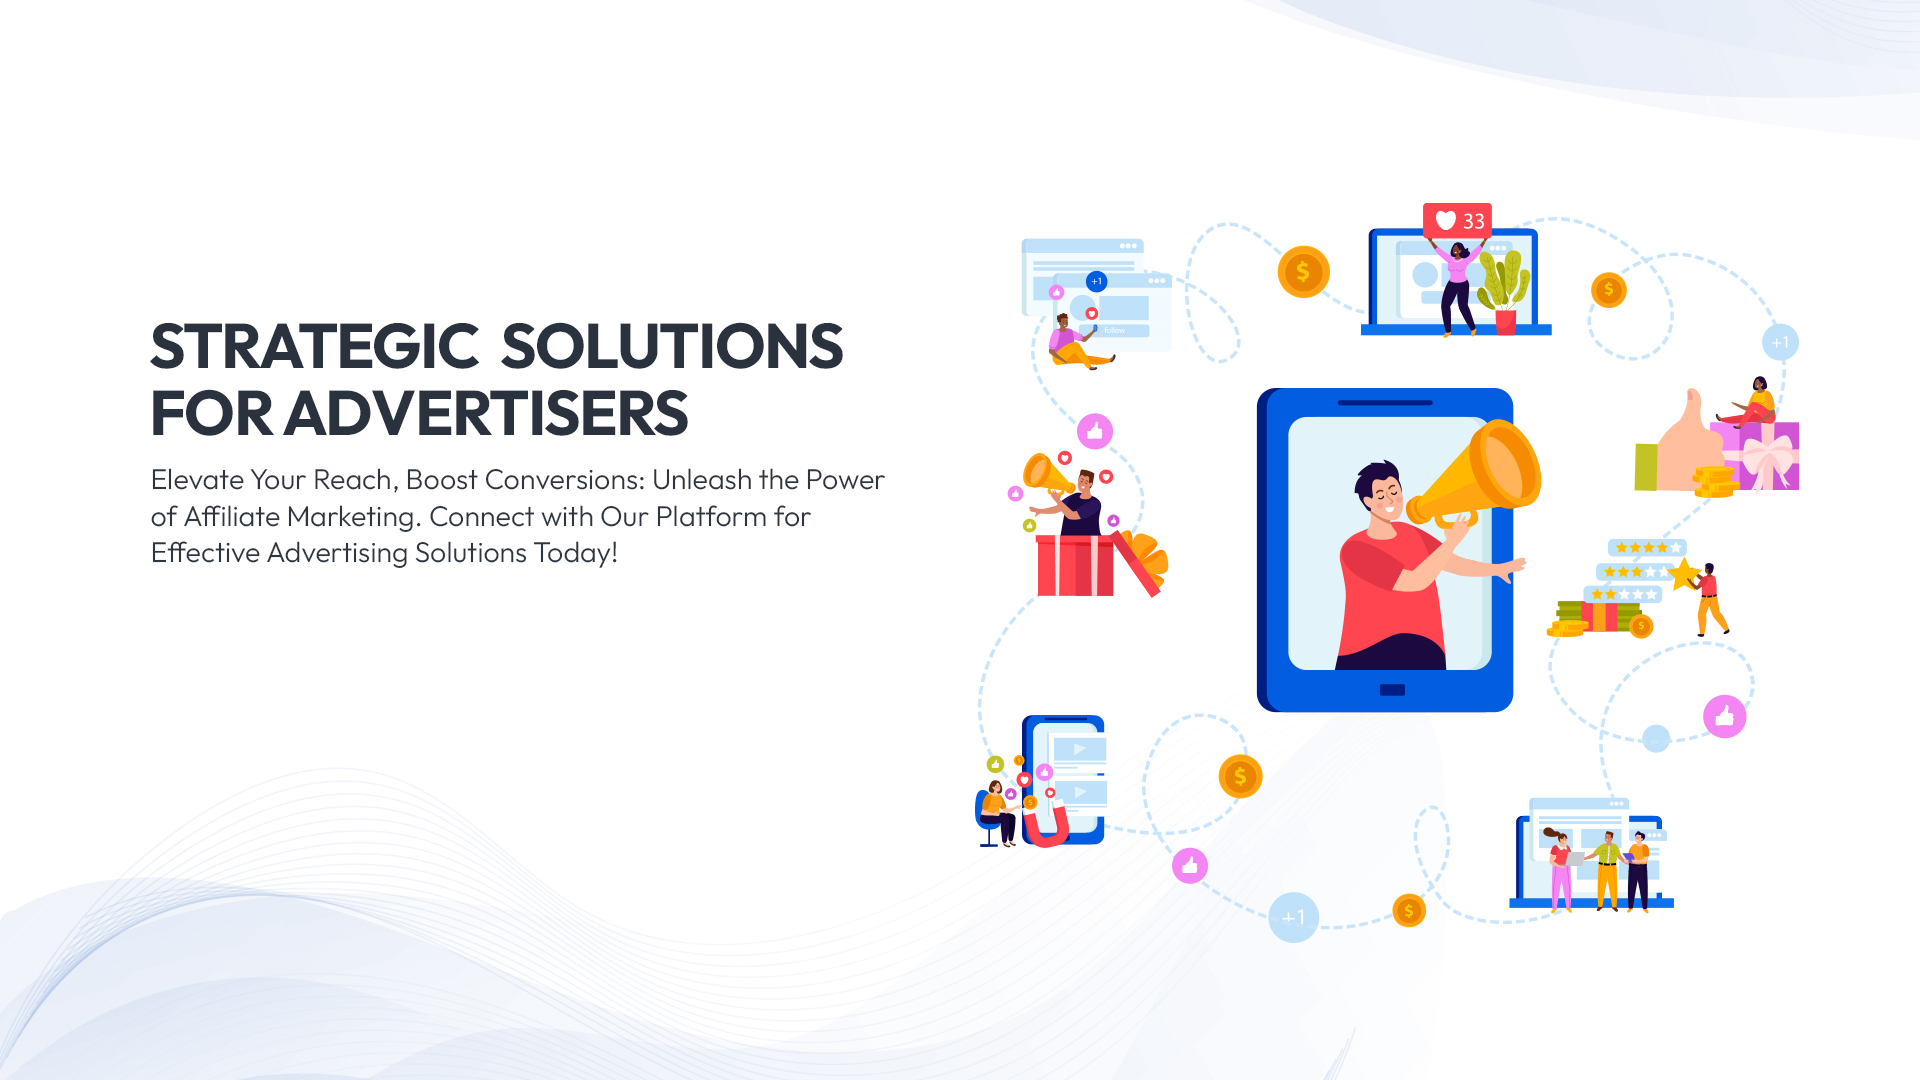 STRATEGIC SOLUTIONS
FOR ADVERTISERS
Elevate Your Reach, Boost Conversions: Unleash the Power
of Affiliate Marketing. Connect with Our Platform for
Effective Advertising Solutions Today!
33
$
$
+1
follow
+1
$
$
+1
$